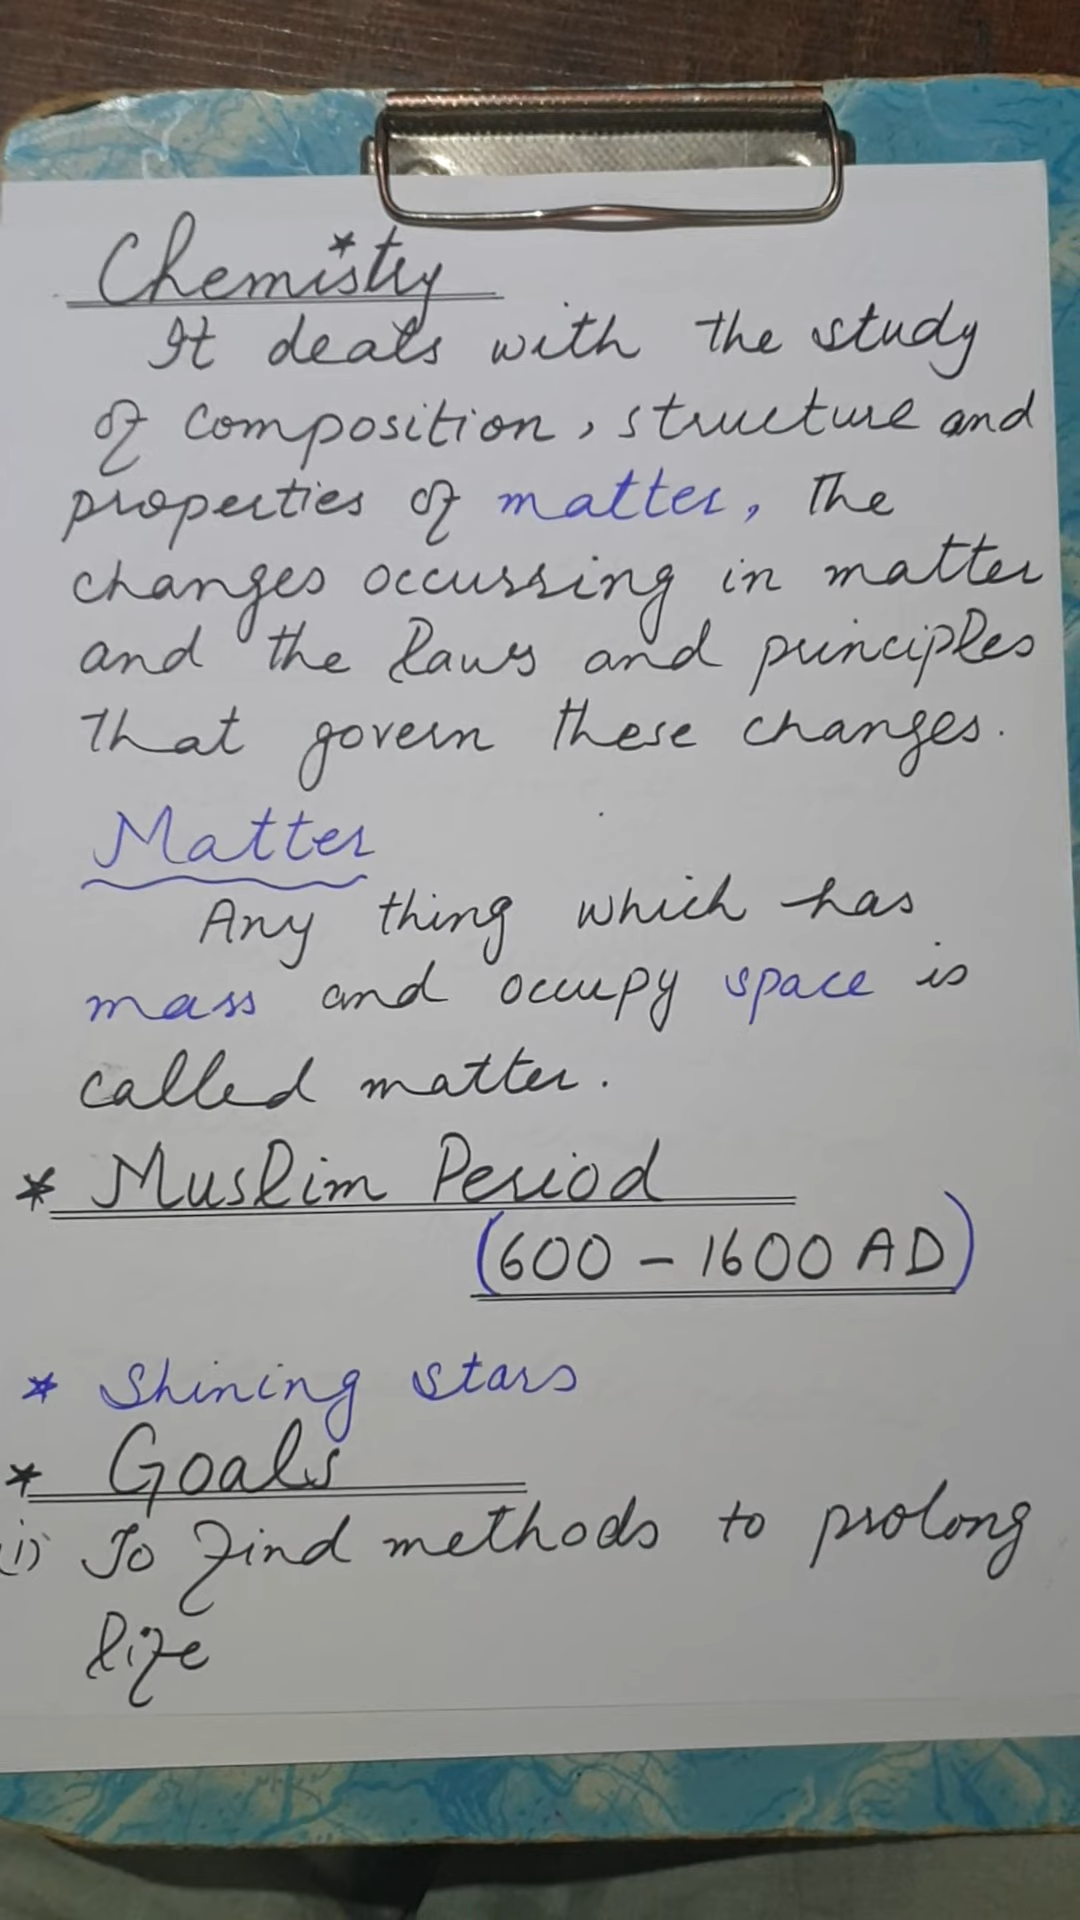 Chemistry
It deals with the study
of composition, structure and
properties of matter, The
changes occurring in matter
and the laws and principles
that govern these changes.
Matter
Any thing which has
mass and occupy space is
called matter.
* Muslim Period
(600 - 1600 AD)
* Shining stars
* Goals
(i) To find methods to prolong
life